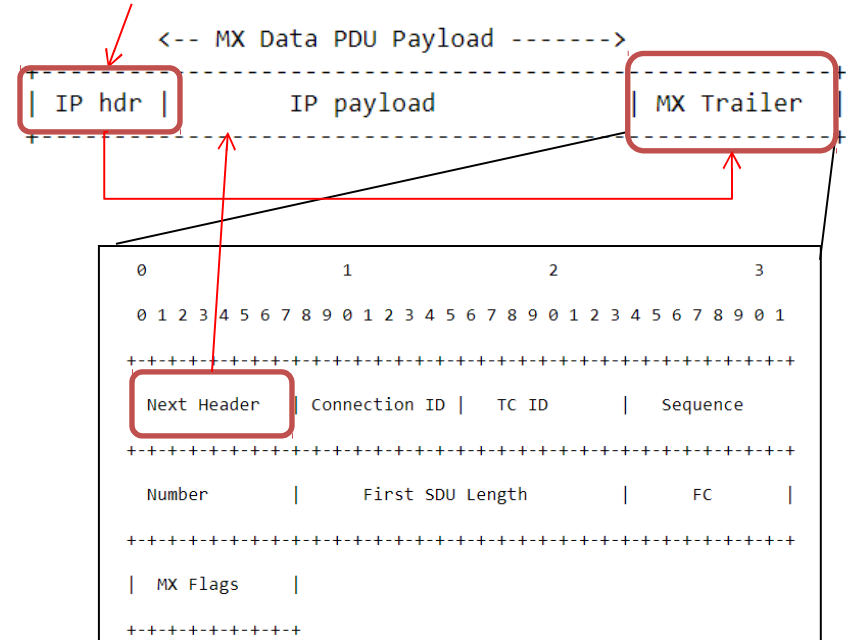 <-- MX Data PDU Payload ------->
+------------------------------------------------------+
| IP hdr | IP payload | MX Trailer |
+------------------------------------------------------+
0 1 2 3
0 1 2 3 4 5 6 7 8 9 0 1 2 3 4 5 6 7 8 9 0 1 2 3 4 5 6 7 8 9 0 1
+-+-+-+-+-+-+-+-+-+-+-+-+-+-+-+-+-+-+-+-+-+-+-+-+-+-+-+-+-+-+-+-+
Next Header | Connection ID | TC ID | Sequence
+-+-+-+-+-+-+-+-+-+-+-+-+-+-+-+-+-+-+-+-+-+-+-+-+-+-+-+-+-+-+-+-+
Number | First SDU Length | FC |
+-+-+-+-+-+-+-+-+-+-+-+-+-+-+-+-+-+-+-+-+-+-+-+-+-+-+-+-+-+-+-+-+
| MX Flags |
+-+-+-+-+-+-+-+-+